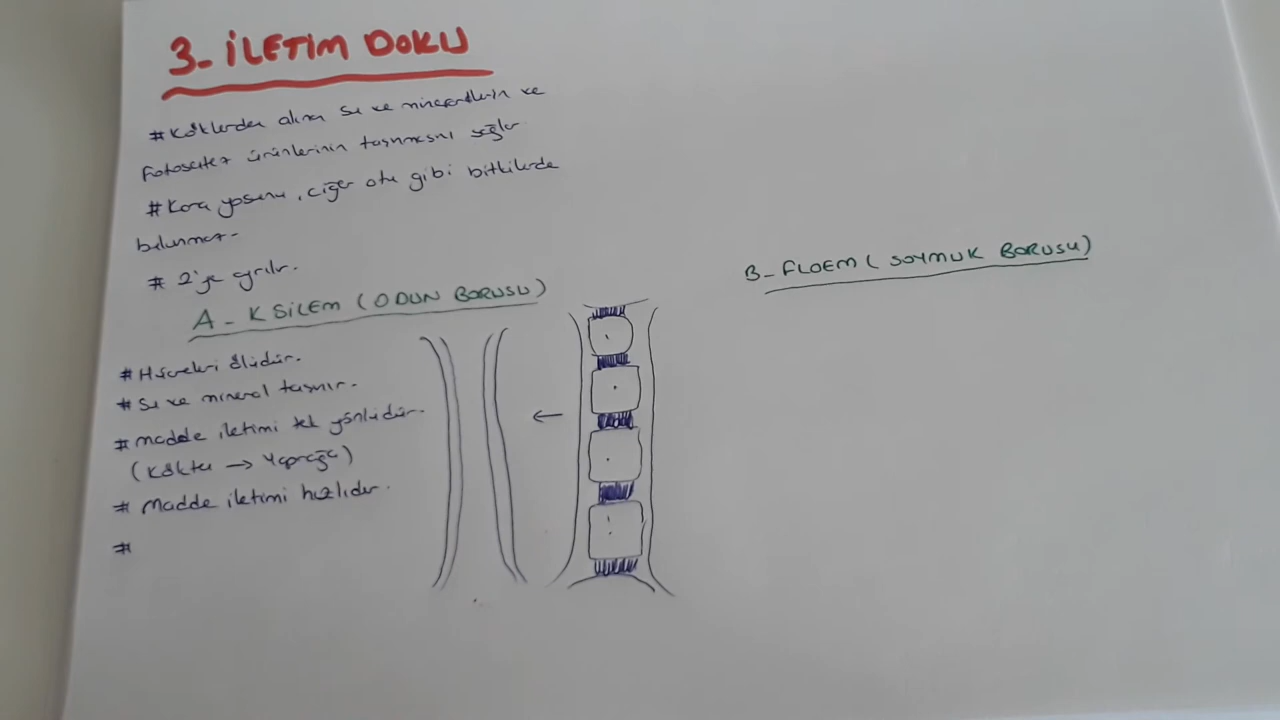 3- İLETİM DOKU
# Köklerden alınan su ve minerallerin ve
fotosentez ürünlerinin taşınmasını sağlar
# Kara yosunu, ciğer otu gibi bitkilerde
bulunmaz.
# 2'ye ayrılır.
A - KSİLEM (ODUN BORUSU)
# Hücreleri ölüdür.
# Su ve mineral taşınır.
# Madde iletimi tek yönlüdür.
(Kökten → Yaprağa)
# Madde iletimi hızlıdır.
#
B - FLOEM (SOYMUK BORUSU)